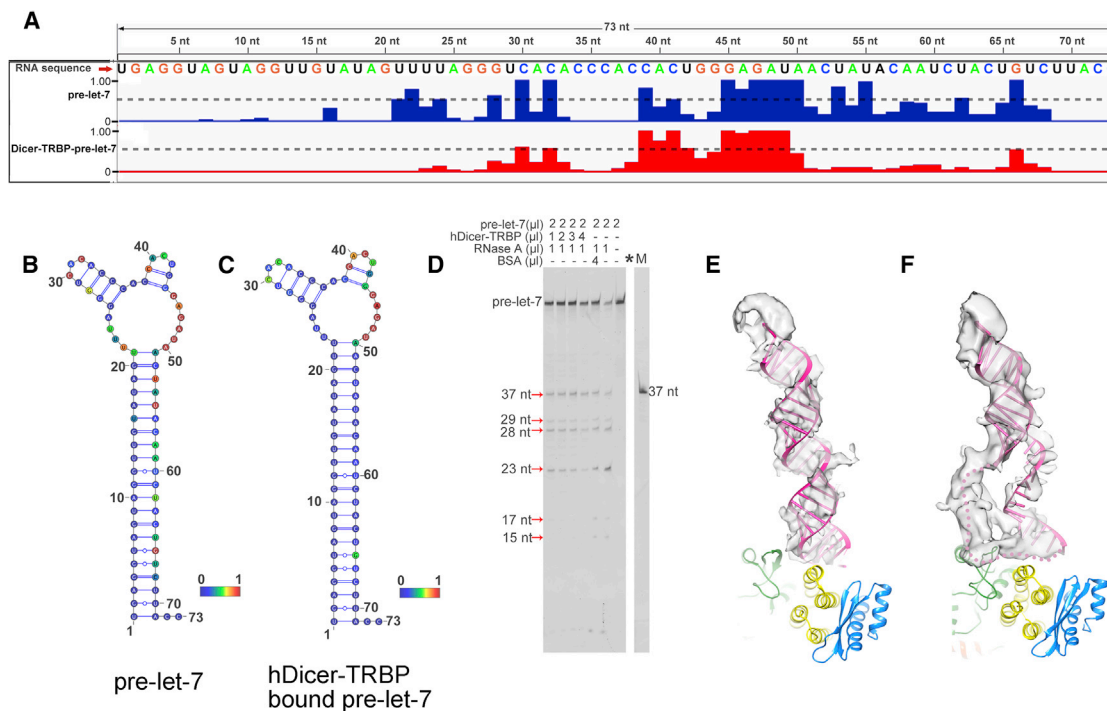 A
73 nt
5 nt 10 nt 15 nt 20 nt 25 nt 30 nt 35 nt 40 nt 45 nt 50 nt 55 nt 60 nt 65 nt 70 nt
RNA sequence UGAGGUAGUAGGUUGUAUAGUUUUAGGGUCACACCCACCACUGGGAGAUAACUAUACAAUCUACUGUCUUAC
1.00
pre-let-7
0
1.00
Dicer-TRBP-pre-let-7
0
B
40
30
50
20
60
10
0 1
70
73
1
pre-let-7
C
40
30
50
20
60
10
0 1
70
73
1
hDicer-TRBP
bound pre-let-7
D
pre-let-7(µl) 2 2 2 2 2 2 2
hDicer-TRBP (µl) 1 2 3 4 - - -
RNase A (µl) 1 1 1 1 1 1 -
BSA (µl) - - - - 4 - -
* M
pre-let-7
37 nt
37 nt
29 nt
28 nt
23 nt
17 nt
15 nt
E
F